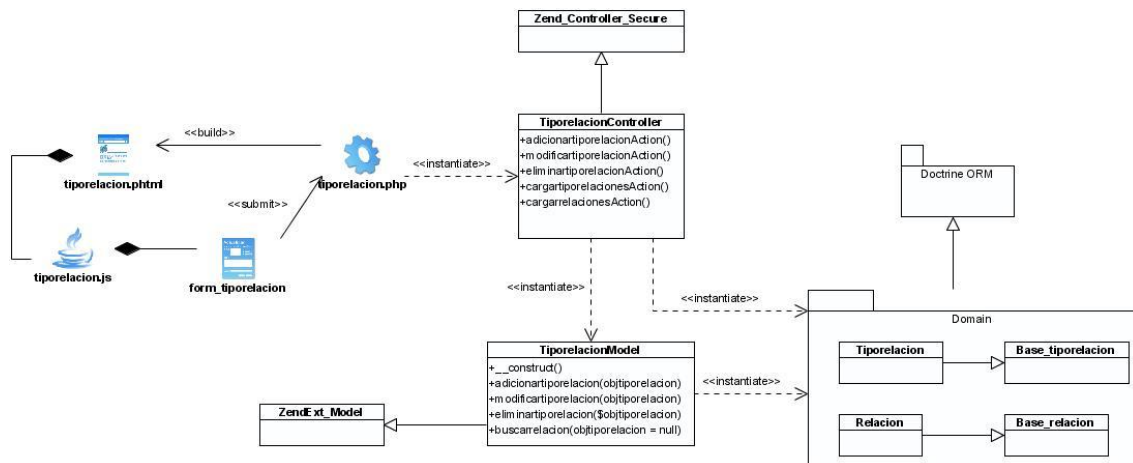 Zend_Controller_Secure
<<build>>
tiporelacion.phtml
tiporelacion.php
<<instantiate>>
TiporelacionController
+adicionartiporelacionAction()
+modificartiporelacionAction()
+eliminartiporelacionAction()
+cargartiporelacionesAction()
+cargarrelacionesAction()
Doctrine ORM
<<submit>>
tiporelacion.js
form_tiporelacion
<<instantiate>>
<<instantiate>>
Domain
TiporelacionModel
+__construct()
+adicionartiporelacion(objtiporelacion)
+modificartiporelacion(objtiporelacion)
+eliminartiporelacion($objtiporelacion)
+buscarrelacion(objtiporelacion = null)
<<instantiate>>
Tiporelacion
Base_tiporelacion
ZendExt_Model
Relacion
Base_relacion